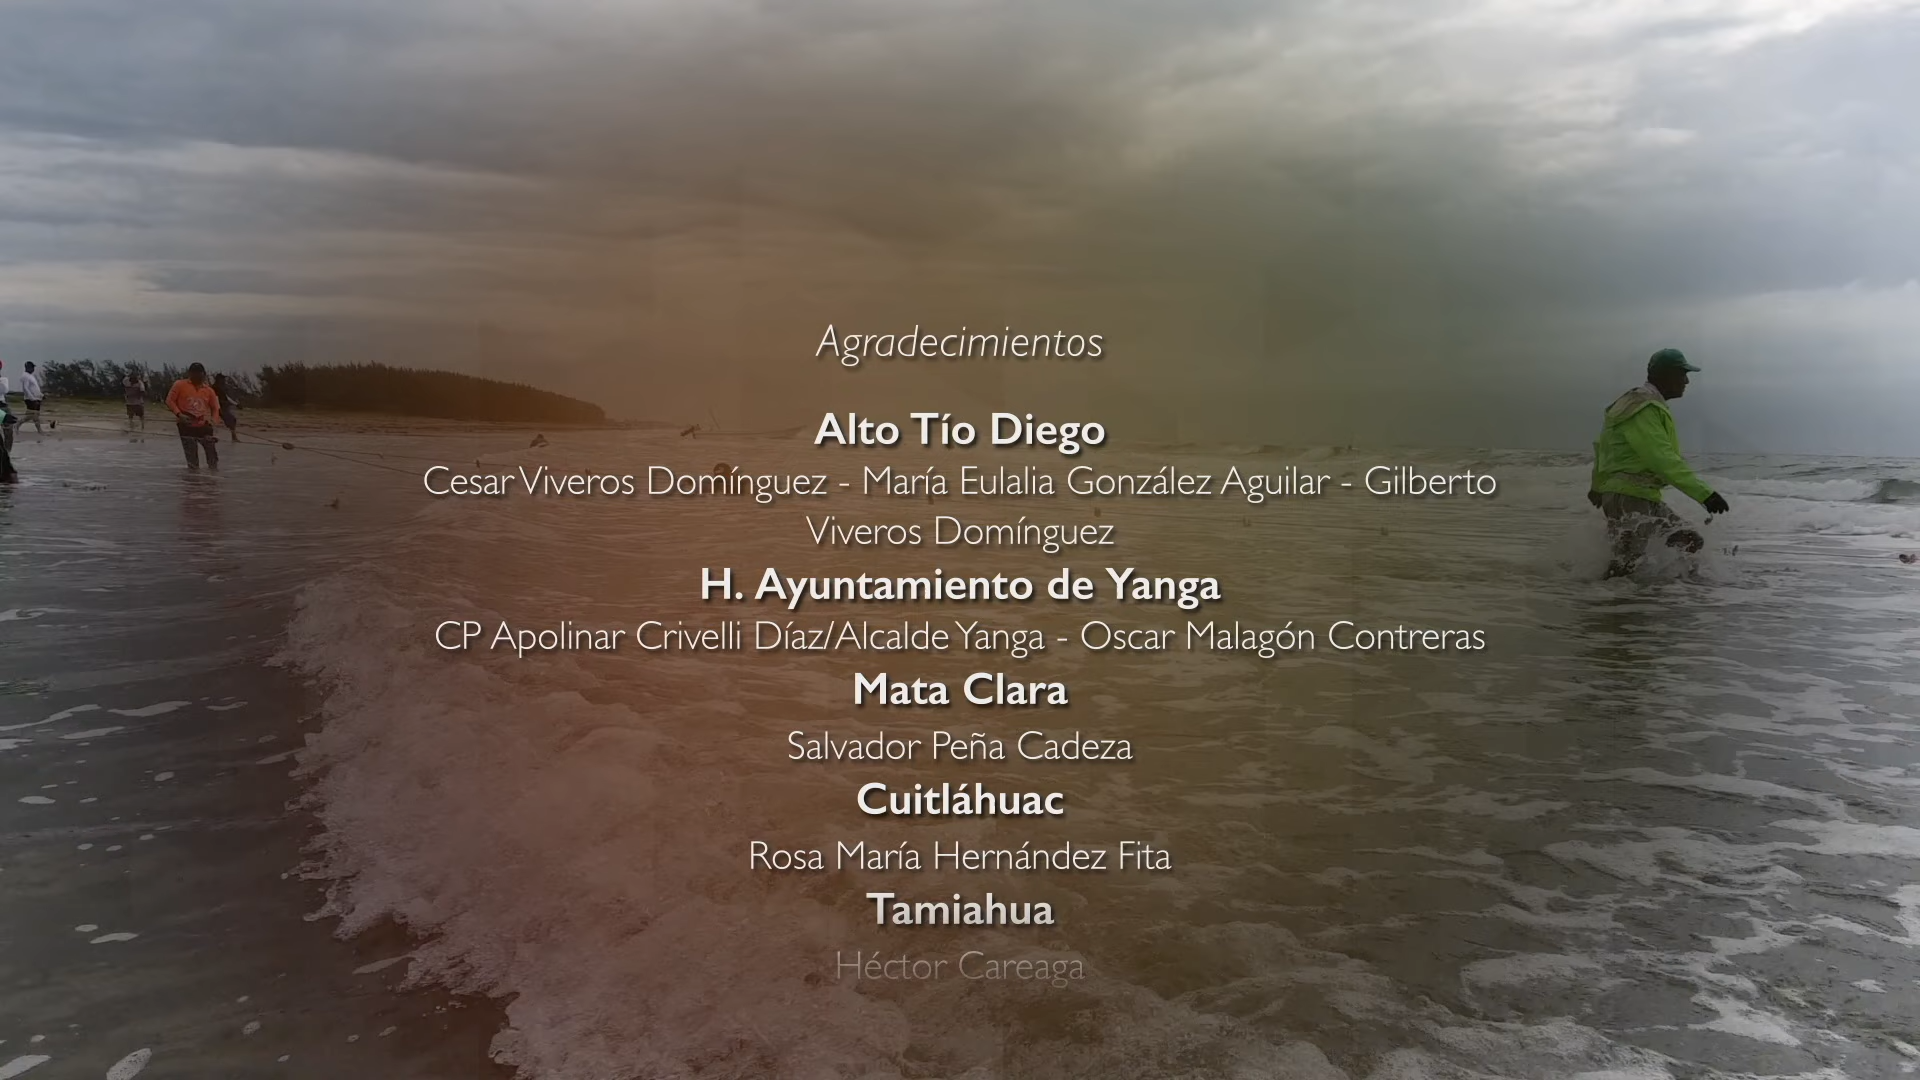 Agradecimientos
Alto Tío Diego
Cesar Viveros Domínguez - María Eulalia González Aguilar - Gilberto
Viveros Domínguez
H. Ayuntamiento de Yanga
CP Apolinar Crivelli Díaz/Alcalde Yanga - Oscar Malagón Contreras
Mata Clara
Salvador Peña Cadeza
Cuitláhuac
Rosa María Hernández Fita
Tamiahua
Héctor Careaga